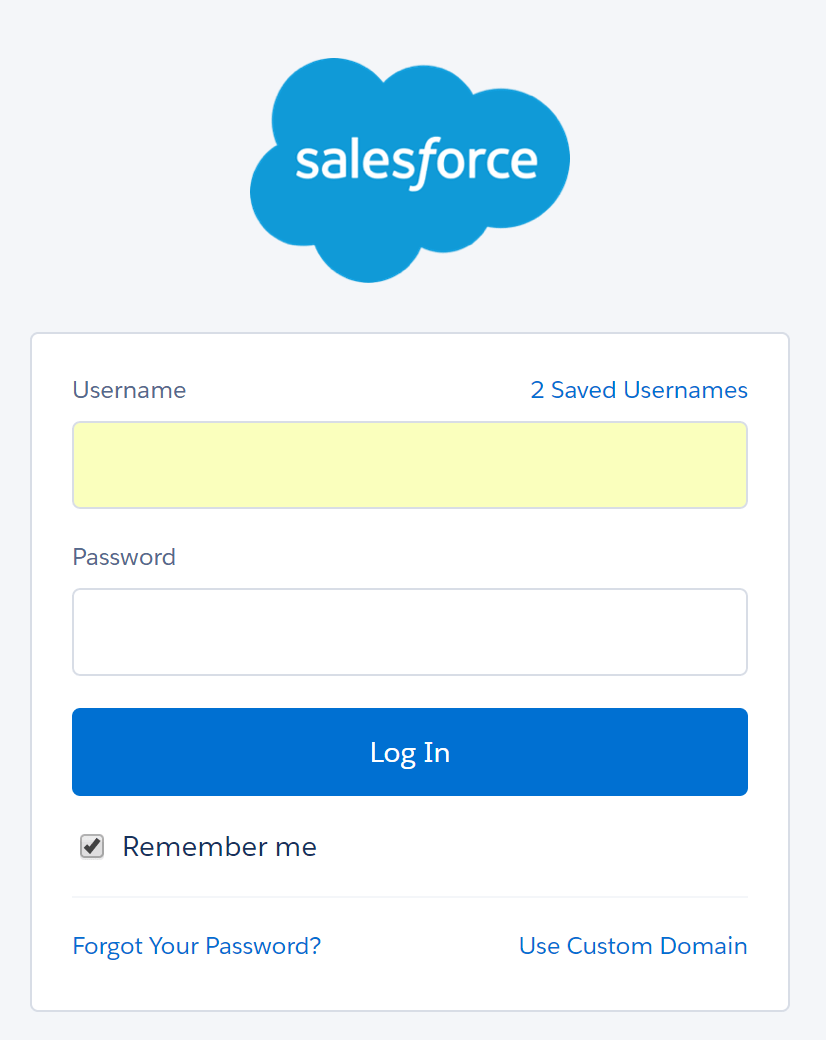 salesforce
Username
2 Saved Usernames
Password
Log In
Remember me
Forgot Your Password?
Use Custom Domain